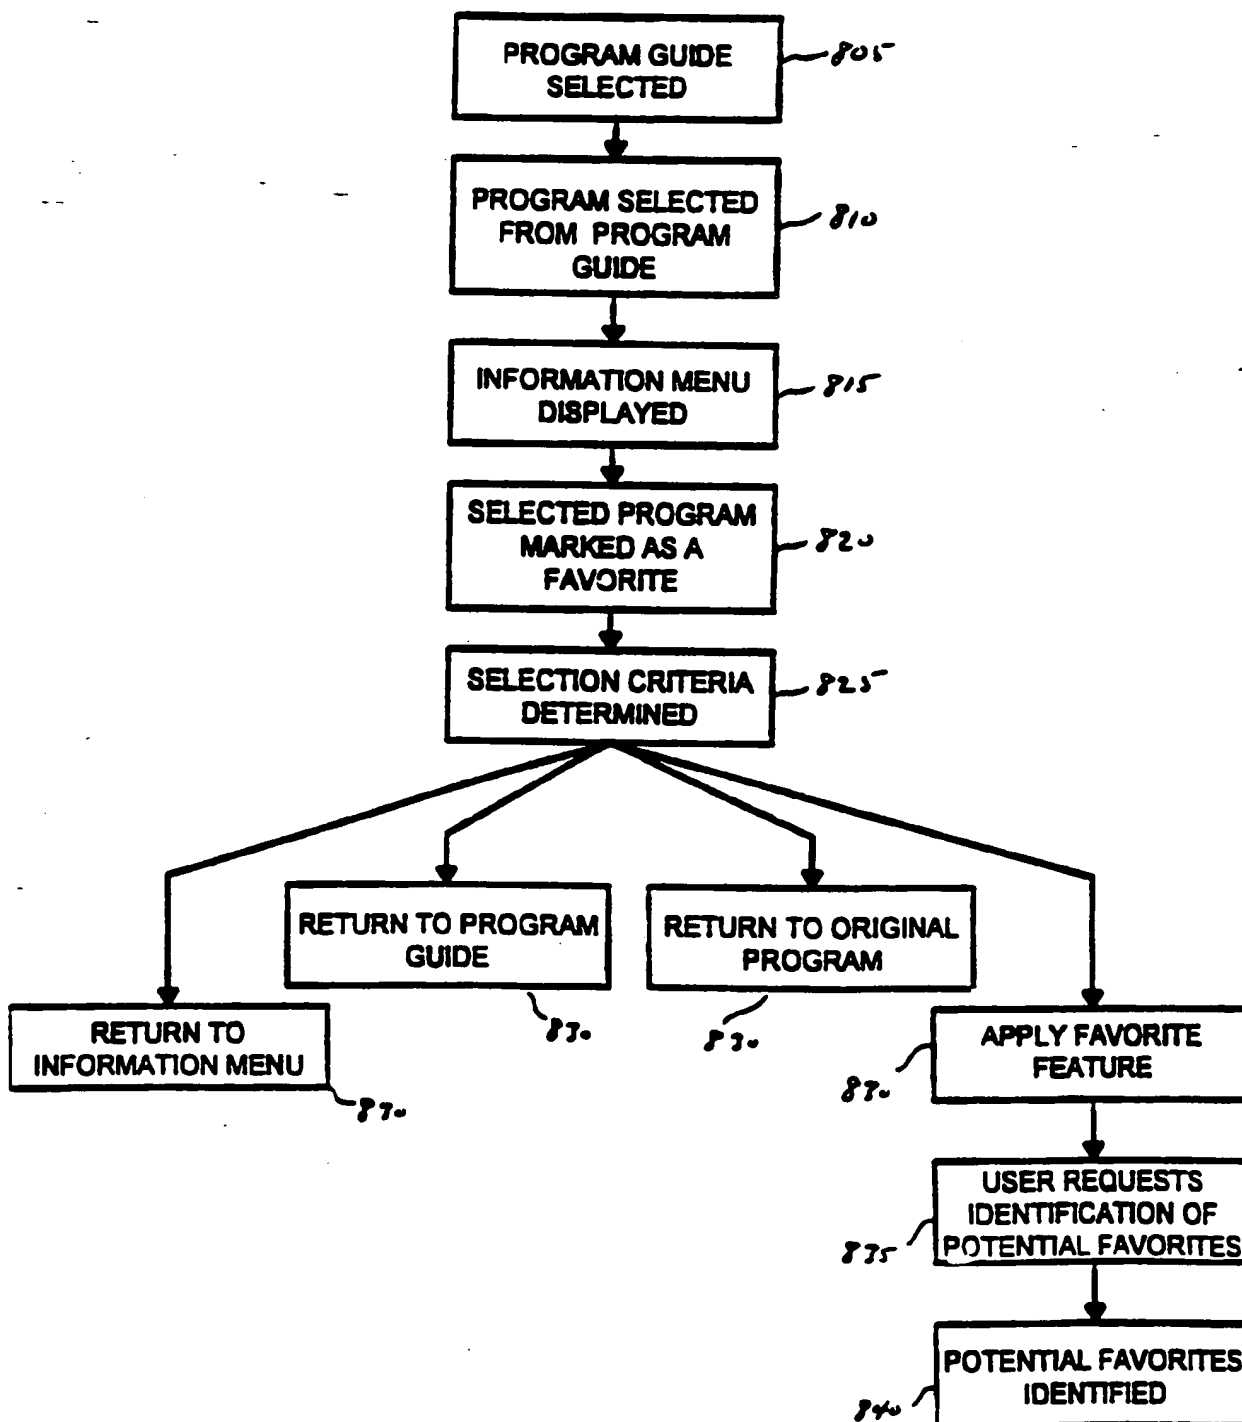 PROGRAM GUIDE
SELECTED
805
PROGRAM SELECTED
FROM PROGRAM
GUIDE
810
INFORMATION MENU
DISPLAYED
815
SELECTED PROGRAM
MARKED AS A
FAVORITE
820
SELECTION CRITERIA
DETERMINED
825
RETURN TO PROGRAM
GUIDE
830
RETURN TO ORIGINAL
PROGRAM
830
RETURN TO
INFORMATION MENU
830
APPLY FAVORITE
FEATURE
830
USER REQUESTS
IDENTIFICATION OF
POTENTIAL FAVORITES
835
POTENTIAL FAVORITES
IDENTIFIED
840